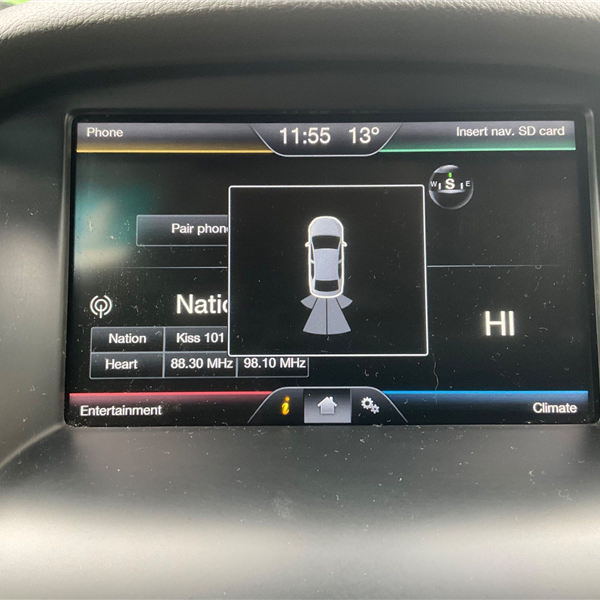 Phone
11:55 13°
Insert nav. SD card
W S E
Pair phon
Natio
HI
Nation Kiss 101
Heart 88.30 MHz 98.10 MHz
Entertainment
i
Climate